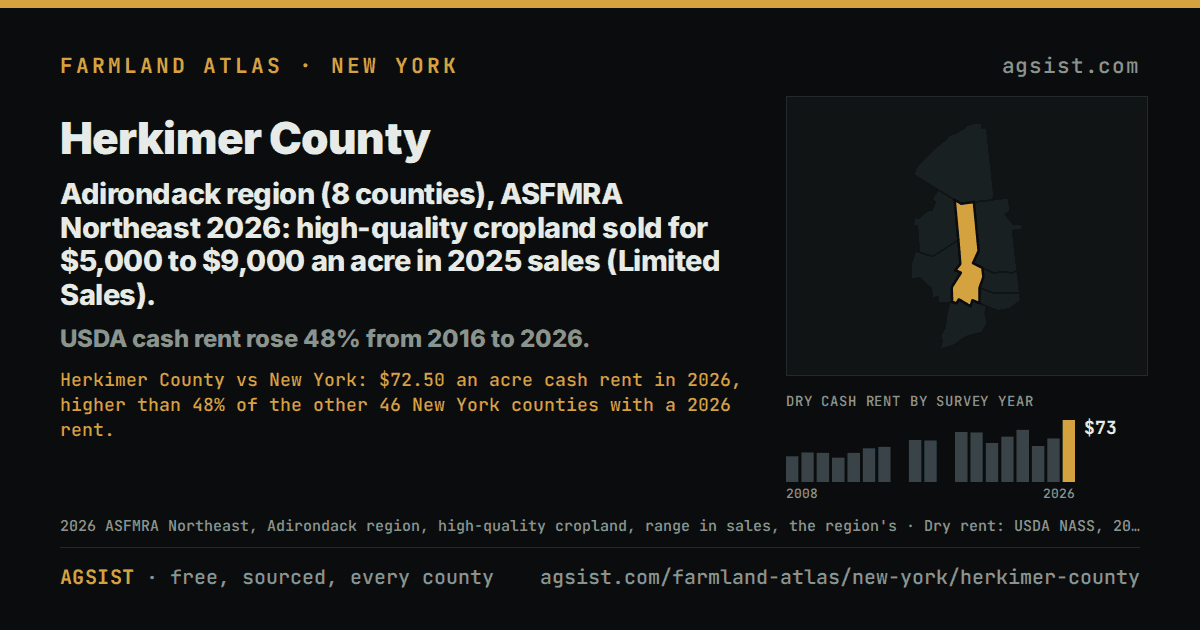 FARMLAND ATLAS · NEW YORK
agsist.com
Herkimer County
Adirondack region (8 counties), ASFMRA
Northeast 2026: high-quality cropland sold for
$5,000 to $9,000 an acre in 2025 sales (Limited
Sales).
USDA cash rent rose 48% from 2016 to 2026.
Herkimer County vs New York: $72.50 an acre cash rent in 2026,
higher than 48% of the other 46 New York counties with a 2026
rent.
DRY CASH RENT BY SURVEY YEAR
$73
2008
2026
2026 ASFMRA Northeast, Adirondack region, high-quality cropland, range in sales, the region's · Dry rent: USDA NASS, 20…
AGSIST · free, sourced, every county
agsist.com/farmland-atlas/new-york/herkimer-county